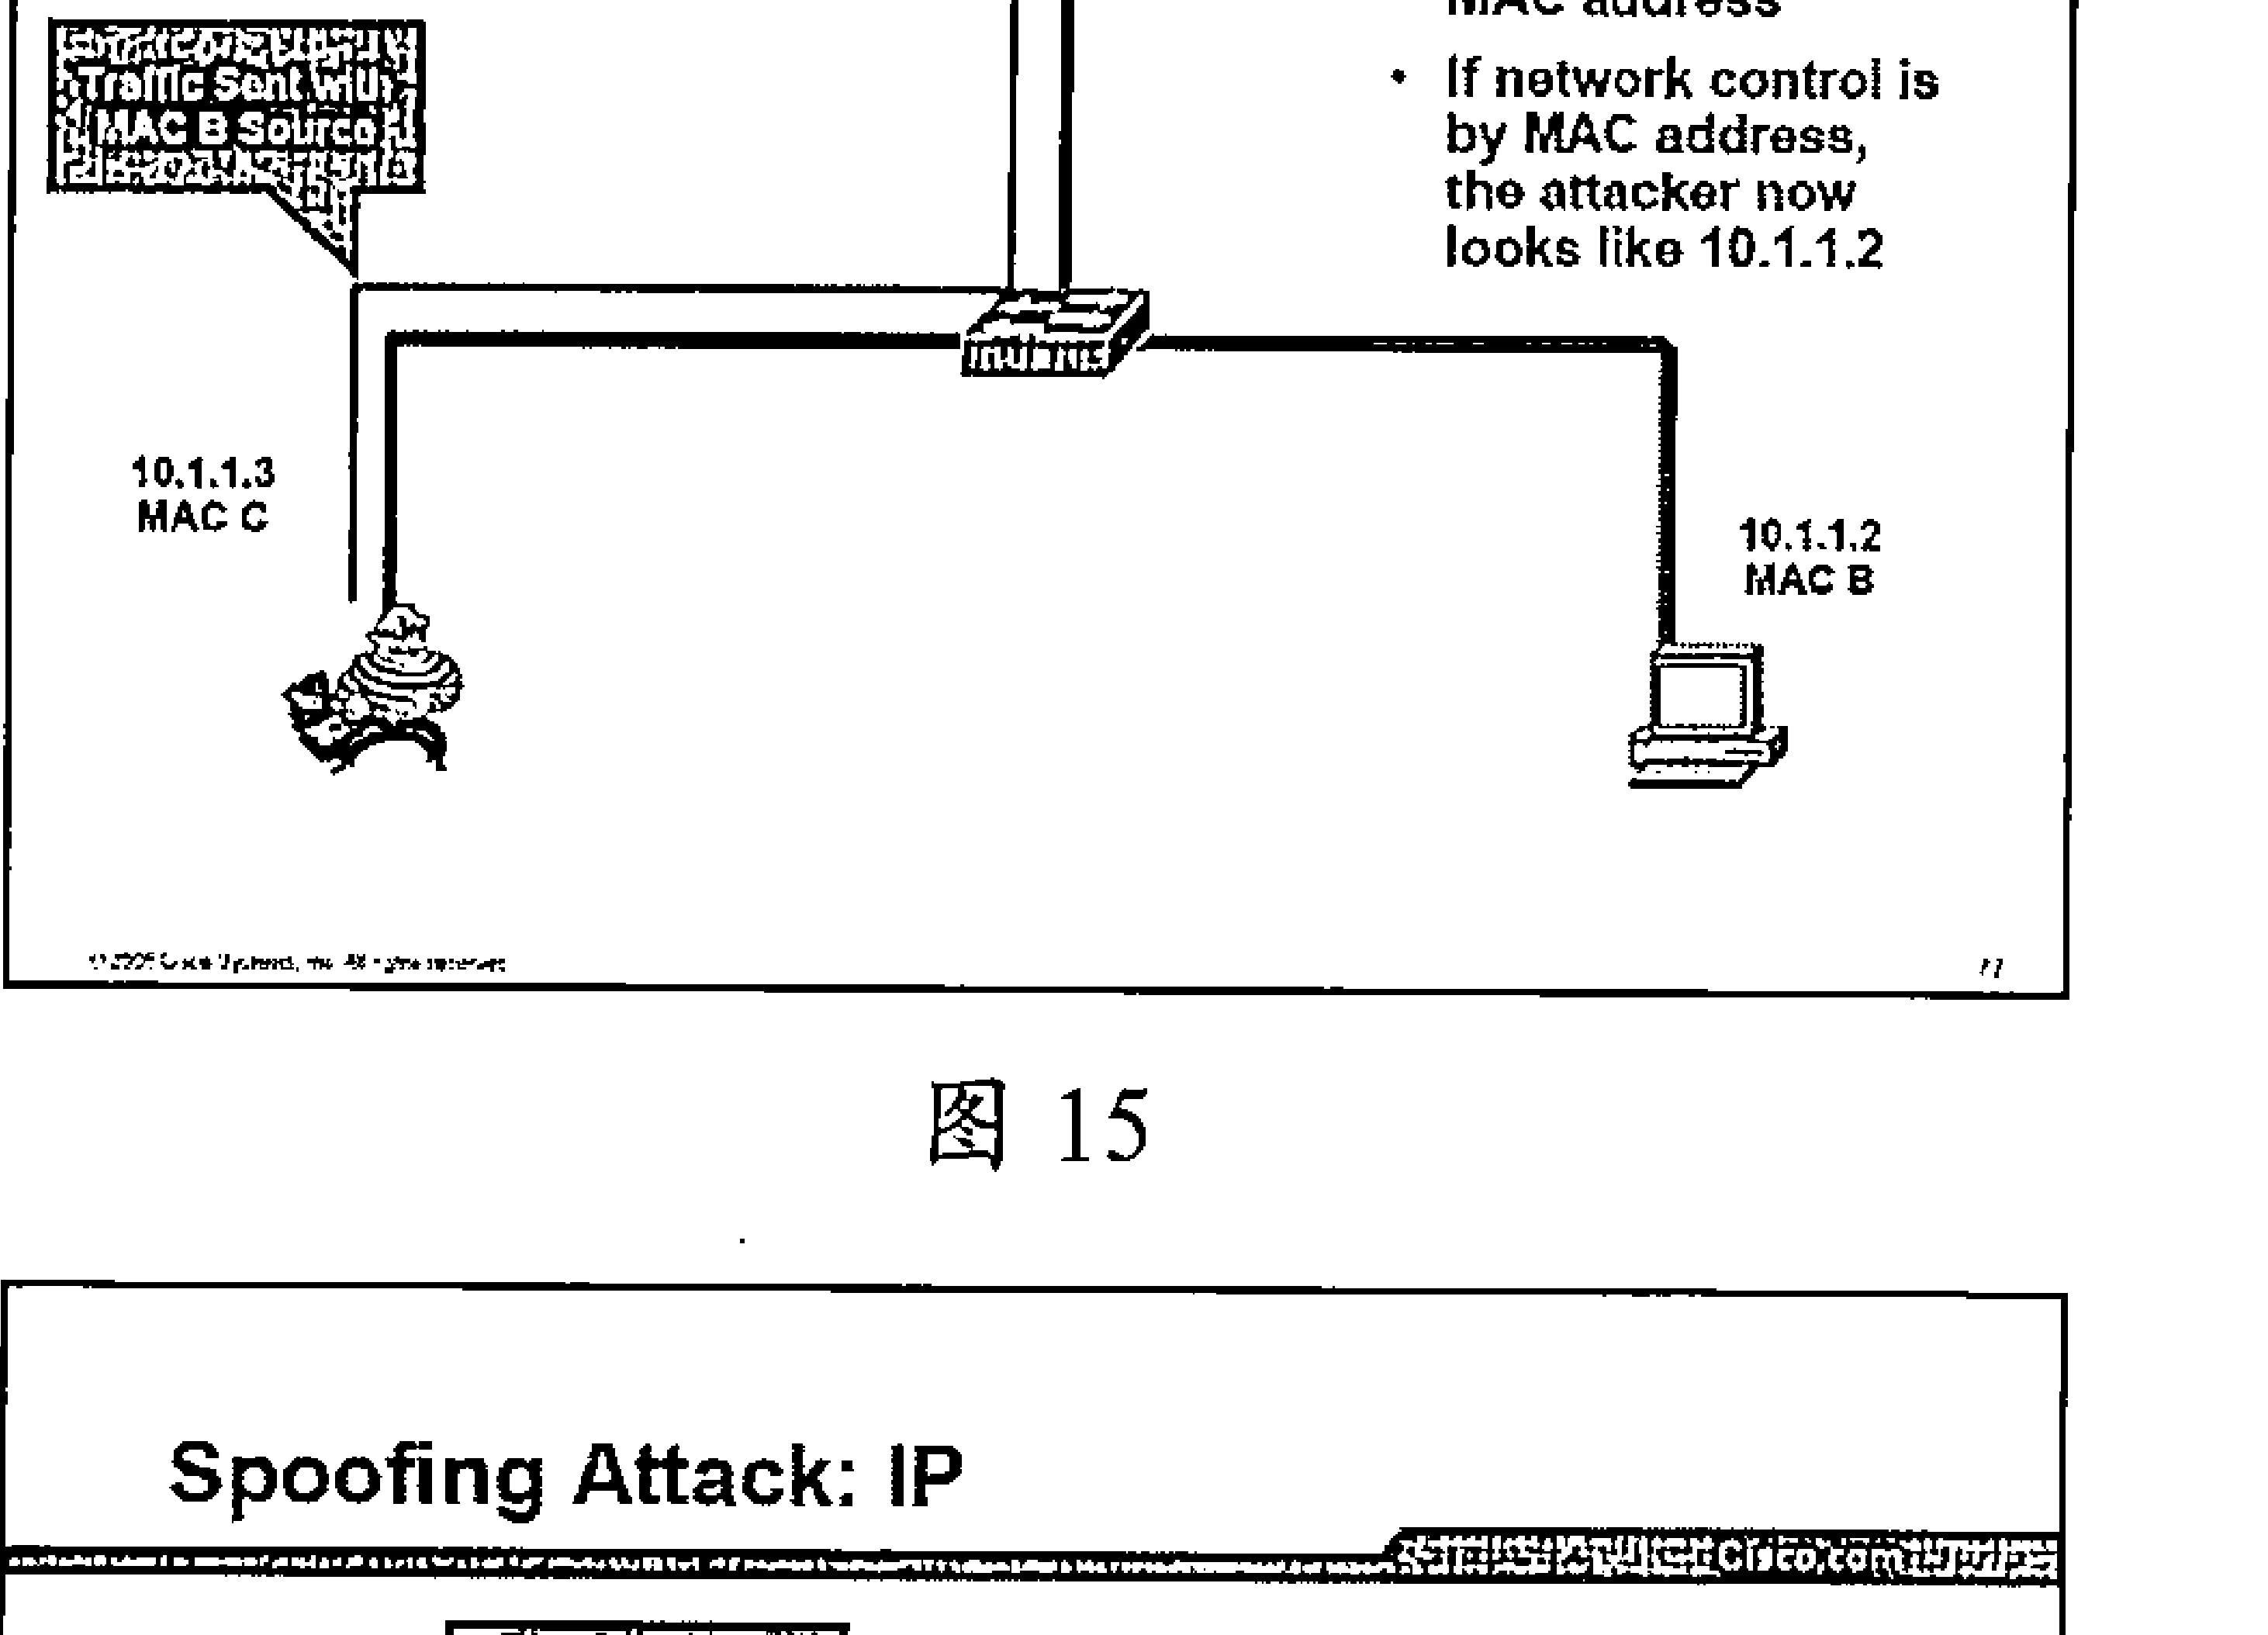 MAC address
• If network control is
by MAC address,
the attacker now
looks like 10.1.1.2
Traffic Sent with
MAC B Source
10.1.1.3
MAC C
10.1.1.2
MAC B
图 15
Spoofing Attack: IP
Cisco.com